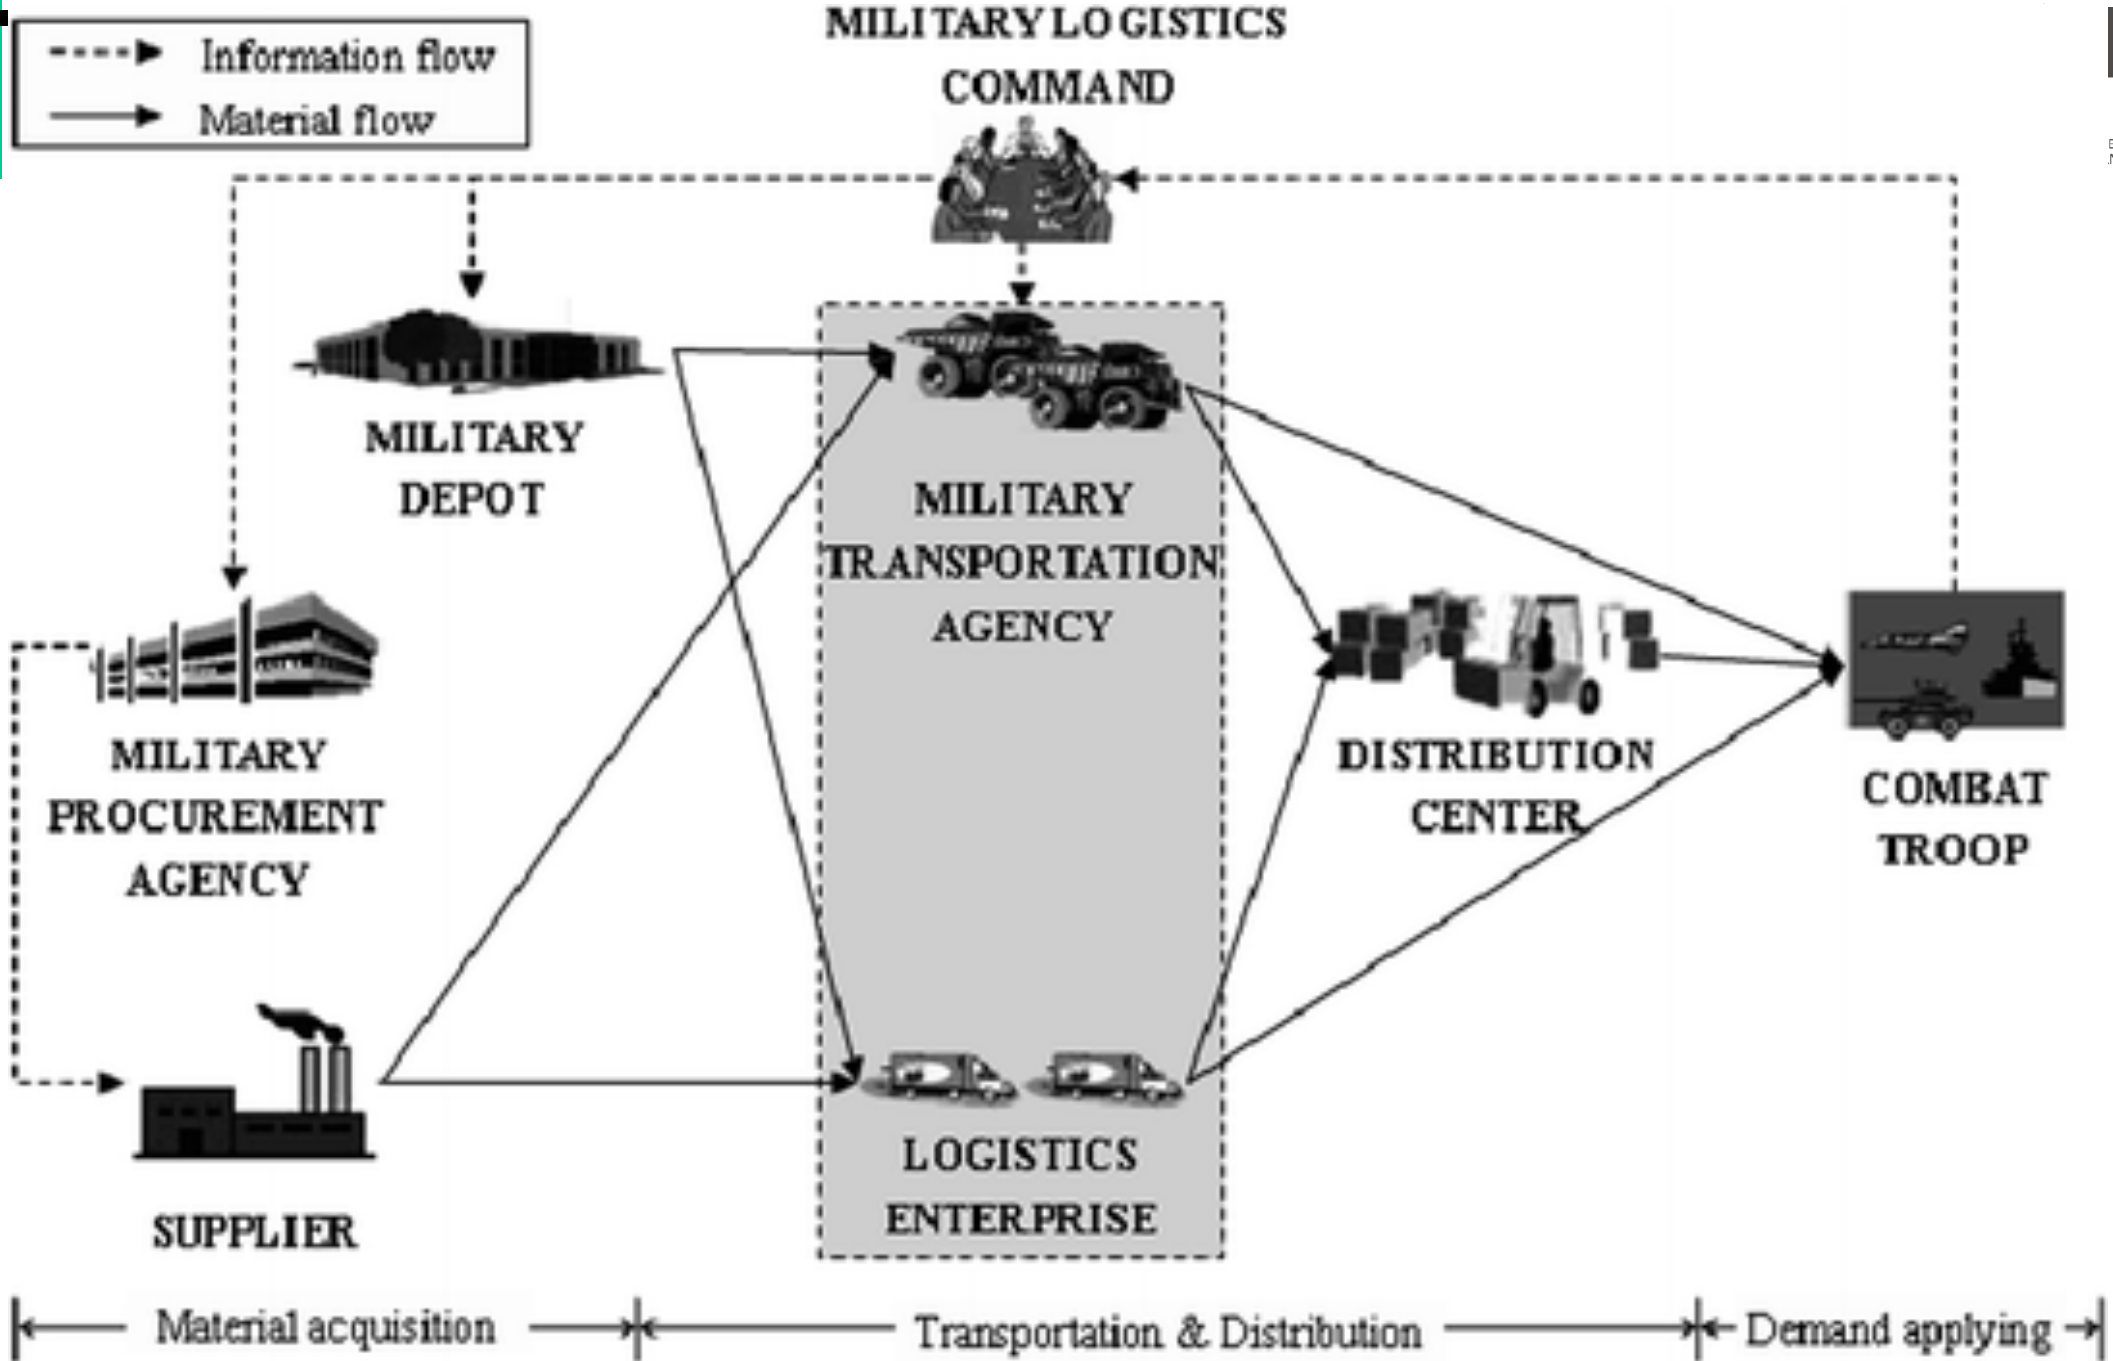 Information flow
Material flow
MILITARY LOGISTICS
COMMAND
MILITARY
DEPOT
MILITARY
TRANSPORTATION
AGENCY
MILITARY
PROCUREMENT
AGENCY
DISTRIBUTION
CENTER
COMBAT
TROOP
SUPPLIER
LOGISTICS
ENTERPRISE
Material acquisition
Transportation & Distribution
Demand applying